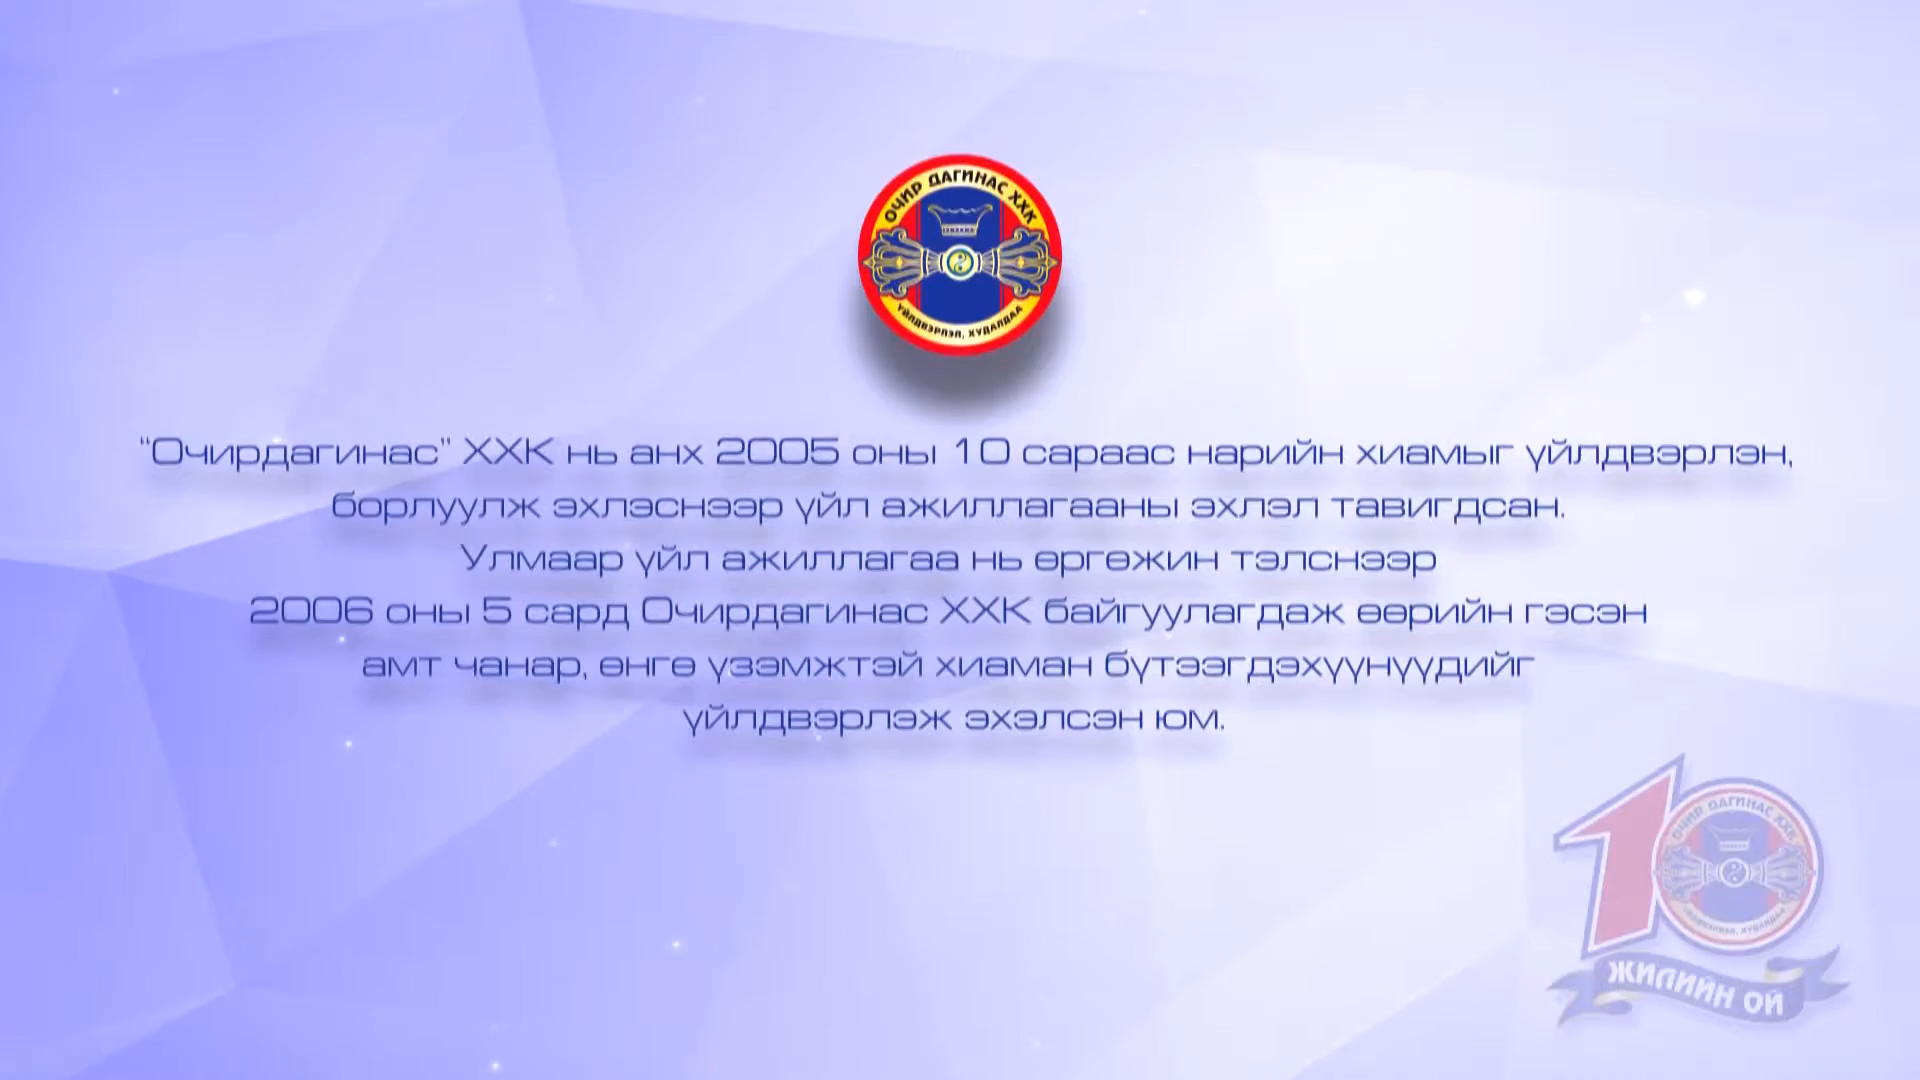 ОЧИР ДАГИНАС ХХК
ҮЙЛДВЭРЛЭЛ, ХУДАЛДАА
“Очирдагинас” ХХК нь анх 2005 оны 10 сараас нарийн хиамыг үйлдвэрлэн,
борлуулж эхлэснээр үйл ажиллагааны эхлэл тавигдсан.
Улмаар үйл ажиллагаа нь өргөжин тэлснээр
2006 оны 5 сард Очирдагинас ХХК байгуулагдаж өөрийн гэсэн
амт чанар, өнгө үзэмжтэй хиаман бүтээгдэхүүнүүдийг
үйлдвэрлэж эхэлсэн юм.
10
ОЧИР ДАГИНАС ХХК
ҮЙЛДВЭРЛЭЛ, ХУДАЛДАА
ЖИЛИЙН ОЙ